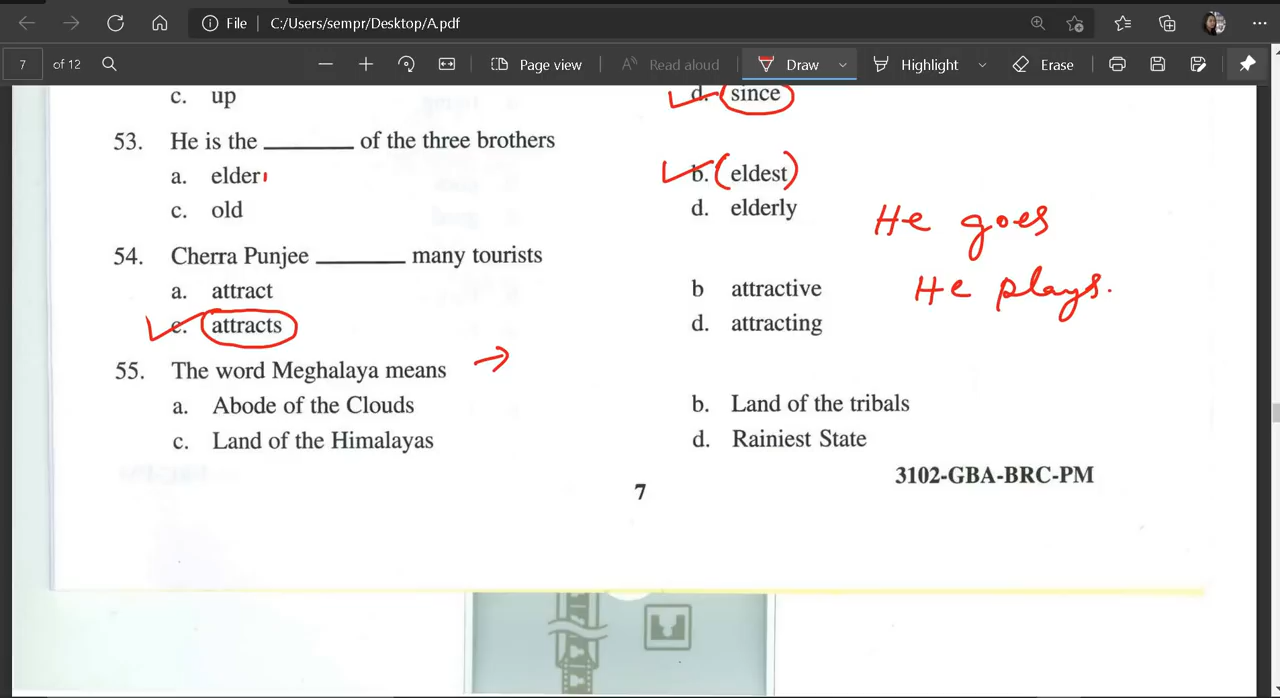 File C:/Users/sempr/Desktop/A.pdf
7 of 12 Page view Read aloud Draw Highlight Erase
c. up d. since
53. He is the ________ of the three brothers
a. elder b. eldest
c. old d. elderly
He goes
54. Cherra Punjee ________ many tourists
a. attract b attractive
He plays.
c. attracts d. attracting
55. The word Meghalaya means
a. Abode of the Clouds b. Land of the tribals
c. Land of the Himalayas d. Rainiest State
3102-GBA-BRC-PM
7